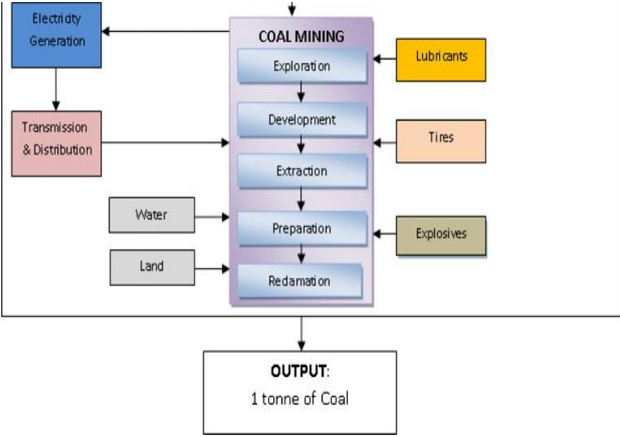 Electricity
Generation
COAL MINING
Lubricants
Exploration
Transmission
& Distribution
Development
Tires
Extraction
Water
Preparation
Explosives
Land
Reclamation
OUTPUT:
1 tonne of Coal